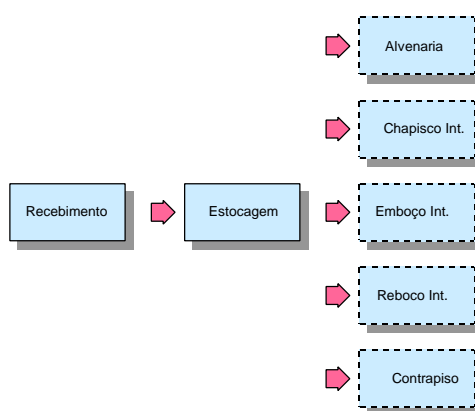 Alvenaria
Chapisco Int.
Recebimento
Estocagem
Emboço Int.
Reboco Int.
Contrapiso